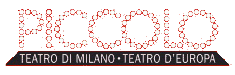 PICCOLO
TEATRO DI MILANO • TEATRO D'EUROPA